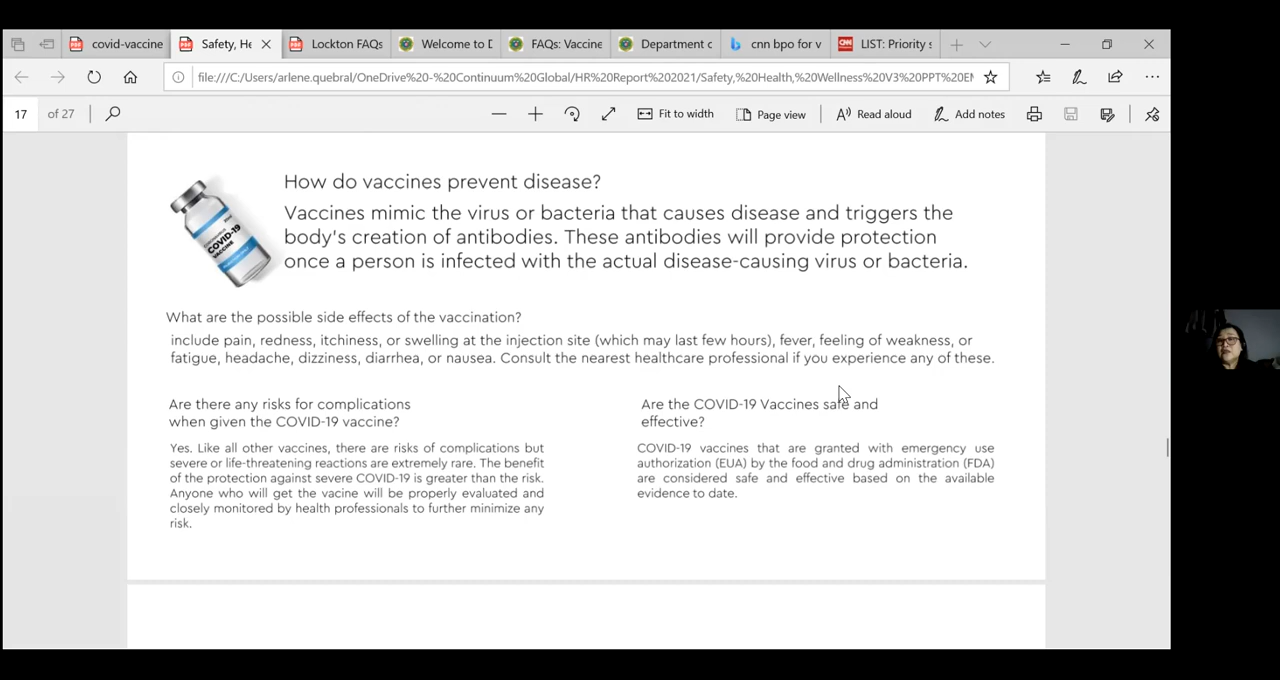 covid-vaccine
Safety, He
Lockton FAQs
Welcome to D
FAQs: Vaccine
Department o
cnn bpo for v
LIST: Priority s
file:///C:/Users/arlene.quebral/OneDrive%20-%20Continuum%20Global/HR%20Report%202021/Safety,%20Health,%20Wellness%20V3%20PPT%20EM
17 of 27
Fit to width
Page view
Read aloud
Add notes
How do vaccines prevent disease?
Vaccines mimic the virus or bacteria that causes disease and triggers the
body's creation of antibodies. These antibodies will provide protection
once a person is infected with the actual disease-causing virus or bacteria.
COVID-19
VACCINE
What are the possible side effects of the vaccination?
include pain, redness, itchiness, or swelling at the injection site (which may last few hours), fever, feeling of weakness, or
fatigue, headache, dizziness, diarrhea, or nausea. Consult the nearest healthcare professional if you experience any of these.
Are there any risks for complications
when given the COVID-19 vaccine?
Yes. Like all other vaccines, there are risks of complications but
severe or life-threatening reactions are extremely rare. The benefit
of the protection against severe COVID-19 is greater than the risk.
Anyone who will get the vacine will be properly evaluated and
closely monitored by health professionals to further minimize any
risk.
Are the COVID-19 Vaccines safe and
effective?
COVID-19 vaccines that are granted with emergency use
authorization (EUA) by the food and drug administration (FDA)
are considered safe and effective based on the available
evidence to date.